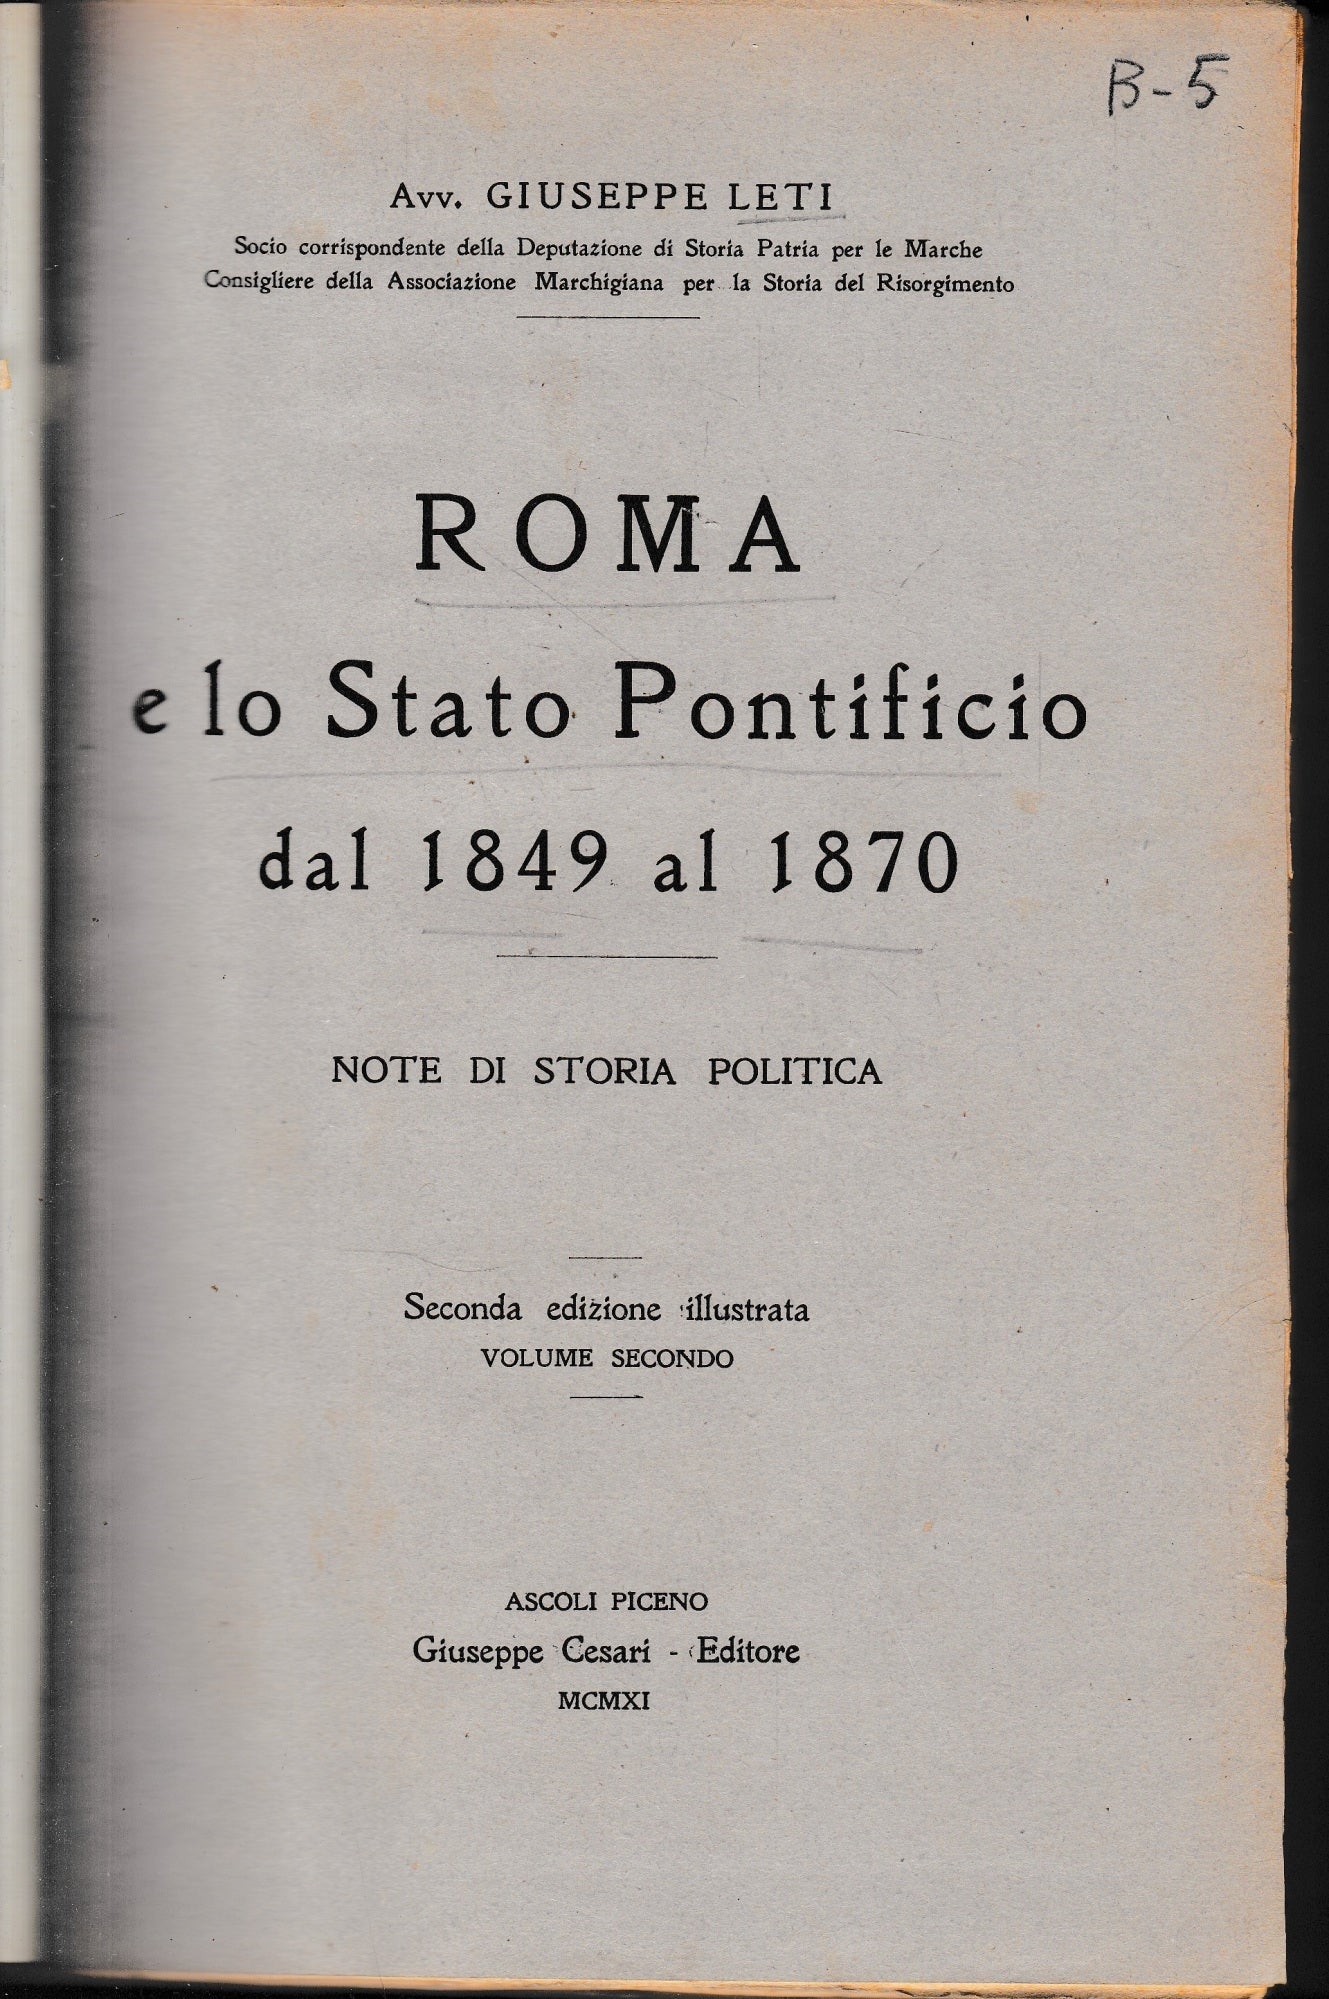 B-5
Avv. GIUSEPPE LETI
Socio corrispondente della Deputazione di Storia Patria per le Marche
Consigliere della Associazione Marchigiana per la Storia del Risorgimento
ROMA
e lo Stato Pontificio
dal 1849 al 1870
NOTE DI STORIA POLITICA
Seconda edizione illustrata
VOLUME SECONDO
ASCOLI PICENO
Giuseppe Cesari - Editore
MCMXI